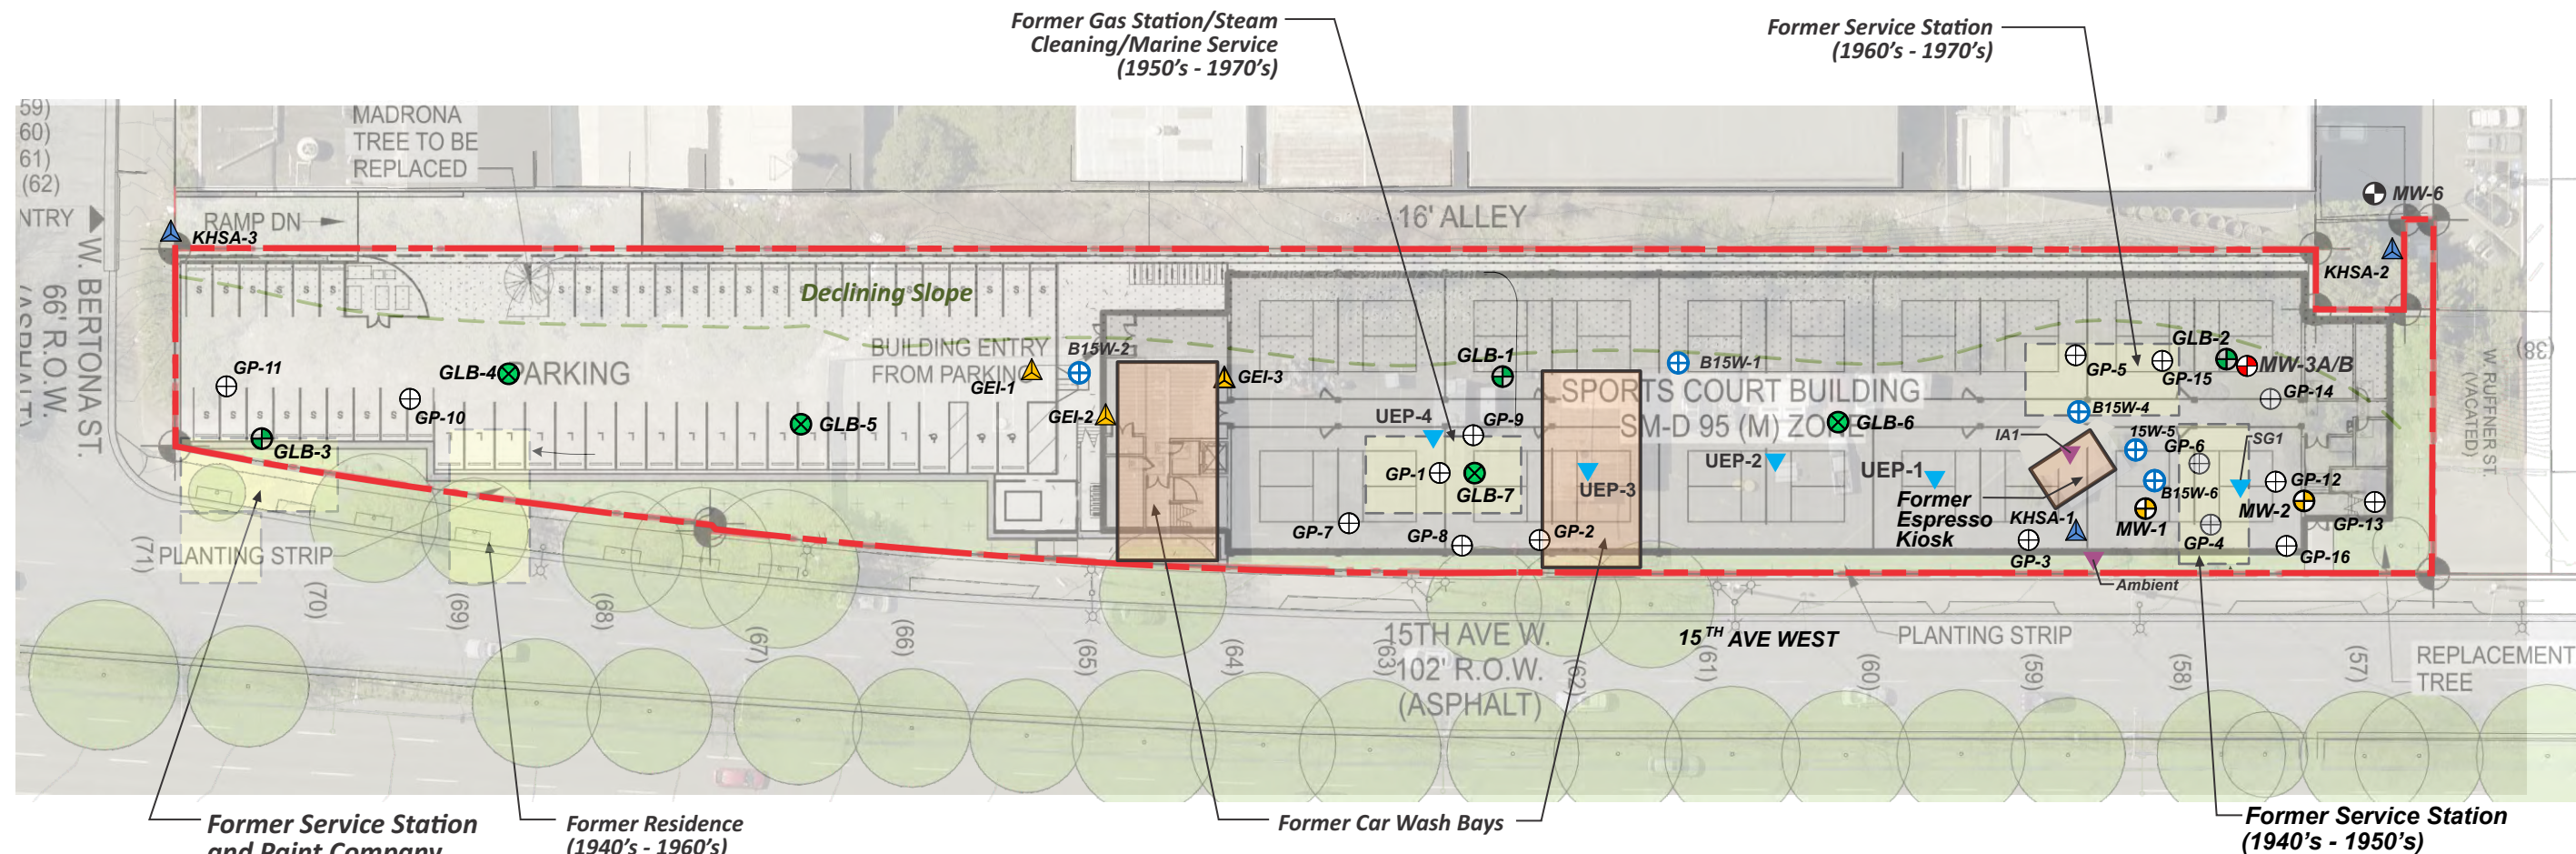 Former Gas Station/Steam
Cleaning/Marine Service
(1950's - 1970's)
Former Service Station
(1960's - 1970's)
59)
60)
61)
(62)
NTRY
W. BERTONA ST.
66' R.O.W.
MADRONA
TREE TO BE
REPLACED
RAMP DN
KHSA-3
16' ALLEY
MW-6
KHSA-2
Declining Slope
BUILDING ENTRY
FROM PARKING
B15W-2
GEI-1
GEI-2
GEI-3
GP-11
GLB-4
PARKING
GP-10
GLB-3
GLB-5
GLB-1
B15W-1
SPORTS COURT BUILDING
SM-D 95 (M) ZONE
GLB-6
UEP-4
GP-9
GP-1
GLB-7
UEP-3
UEP-2
UEP-1
GP-7
GP-8
GP-2
GLB-2
GP-5
GP-15
MW-3A/B
GP-14
B15W-4
IA1
15W-5
GP-6
SG1
B15W-6
GP-12
MW-1
MW-2
GP-13
Former
Espresso
Kiosk
KHSA-1
GP-3
GP-4
GP-16
Ambient
W RUFFNER ST.
(VACATED)
(38)
PLANTING STRIP
(71)
(70)
(69)
(68)
(67)
(66)
(65)
(64)
(63)
(62)
(61)
(60)
(59)
(58)
(57)
15TH AVE W.
102' R.O.W.
(ASPHALT)
15TH AVE WEST
PLANTING STRIP
REPLACEMENT
TREE
Former Service Station
and Paint Company
Former Residence
(1940's - 1960's)
Former Car Wash Bays
Former Service Station
(1940's - 1950's)